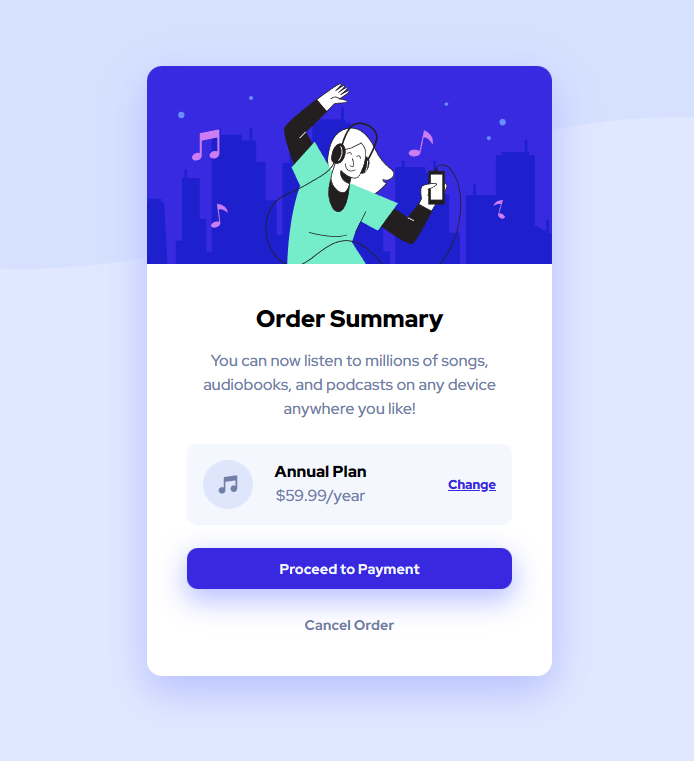 Order Summary
You can now listen to millions of songs,
audiobooks, and podcasts on any device
anywhere you like!
Annual Plan
$59.99/year
Change
Proceed to Payment
Cancel Order